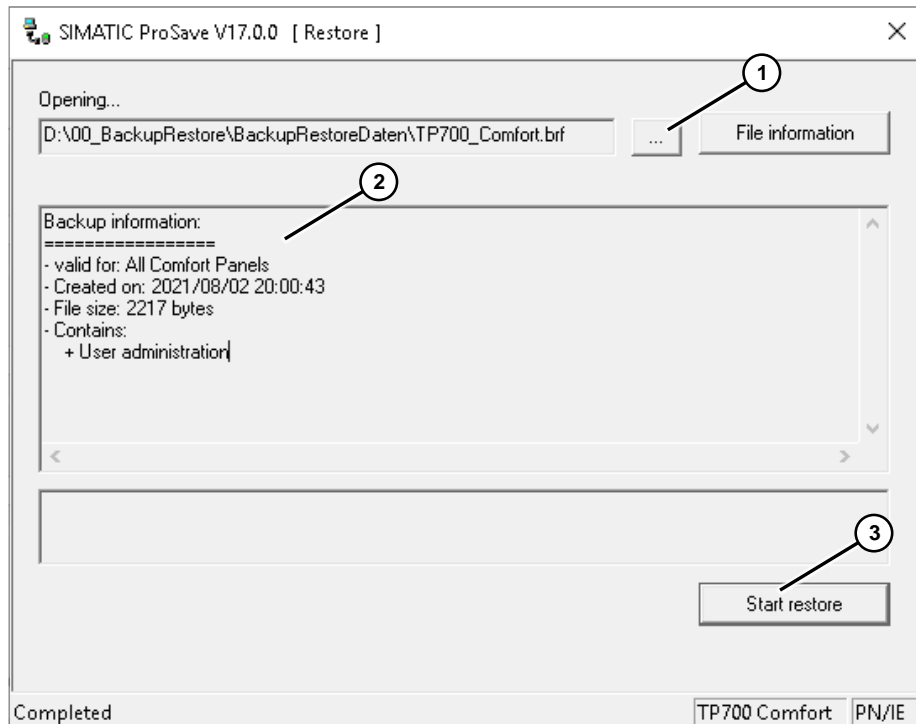 SIMATIC ProSave V17.0.0 [ Restore ]
1
Opening...
D:\00_BackupRestore\BackupRestoreDaten\TP700_Comfort.brf
...
File information
2
Backup information:
=================
- valid for: All Comfort Panels
- Created on: 2021/08/02 20:00:43
- File size: 2217 bytes
- Contains:
+ User administration
3
Start restore
Completed
TP700 Comfort
PN/IE